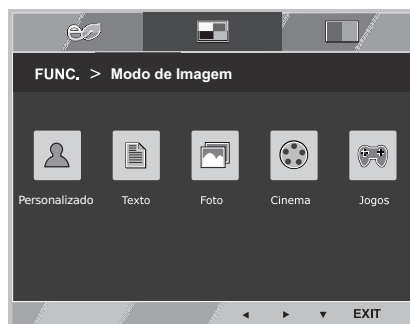 FUNC. > Modo de Imagem
Personalizado Texto Foto Cinema Jogos
EXIT